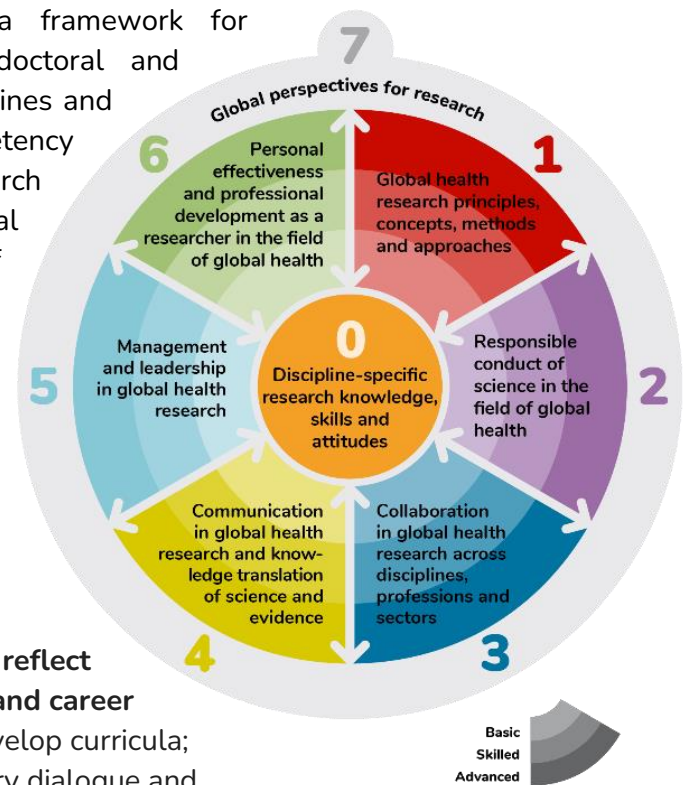 a framework for
doctoral and
ines and
etency
rch
al
7
Global perspectives for research
6
Personal
effectiveness
and professional
development as a
researcher in the field
of global health
1
Global health
research principles,
concepts, methods
and approaches
5
Management
and leadership
in global health
research
0
Discipline-specific
research knowledge,
skills and
attitudes
Responsible
conduct of
science in the
field of global
health
2
Communication
in global health
research and know-
ledge translation
of science and
evidence
4
Collaboration
in global health
research across
disciplines,
professions and
sectors
3
reflect
and career
velop curricula;
ry dialogue and
Basic
Skilled
Advanced